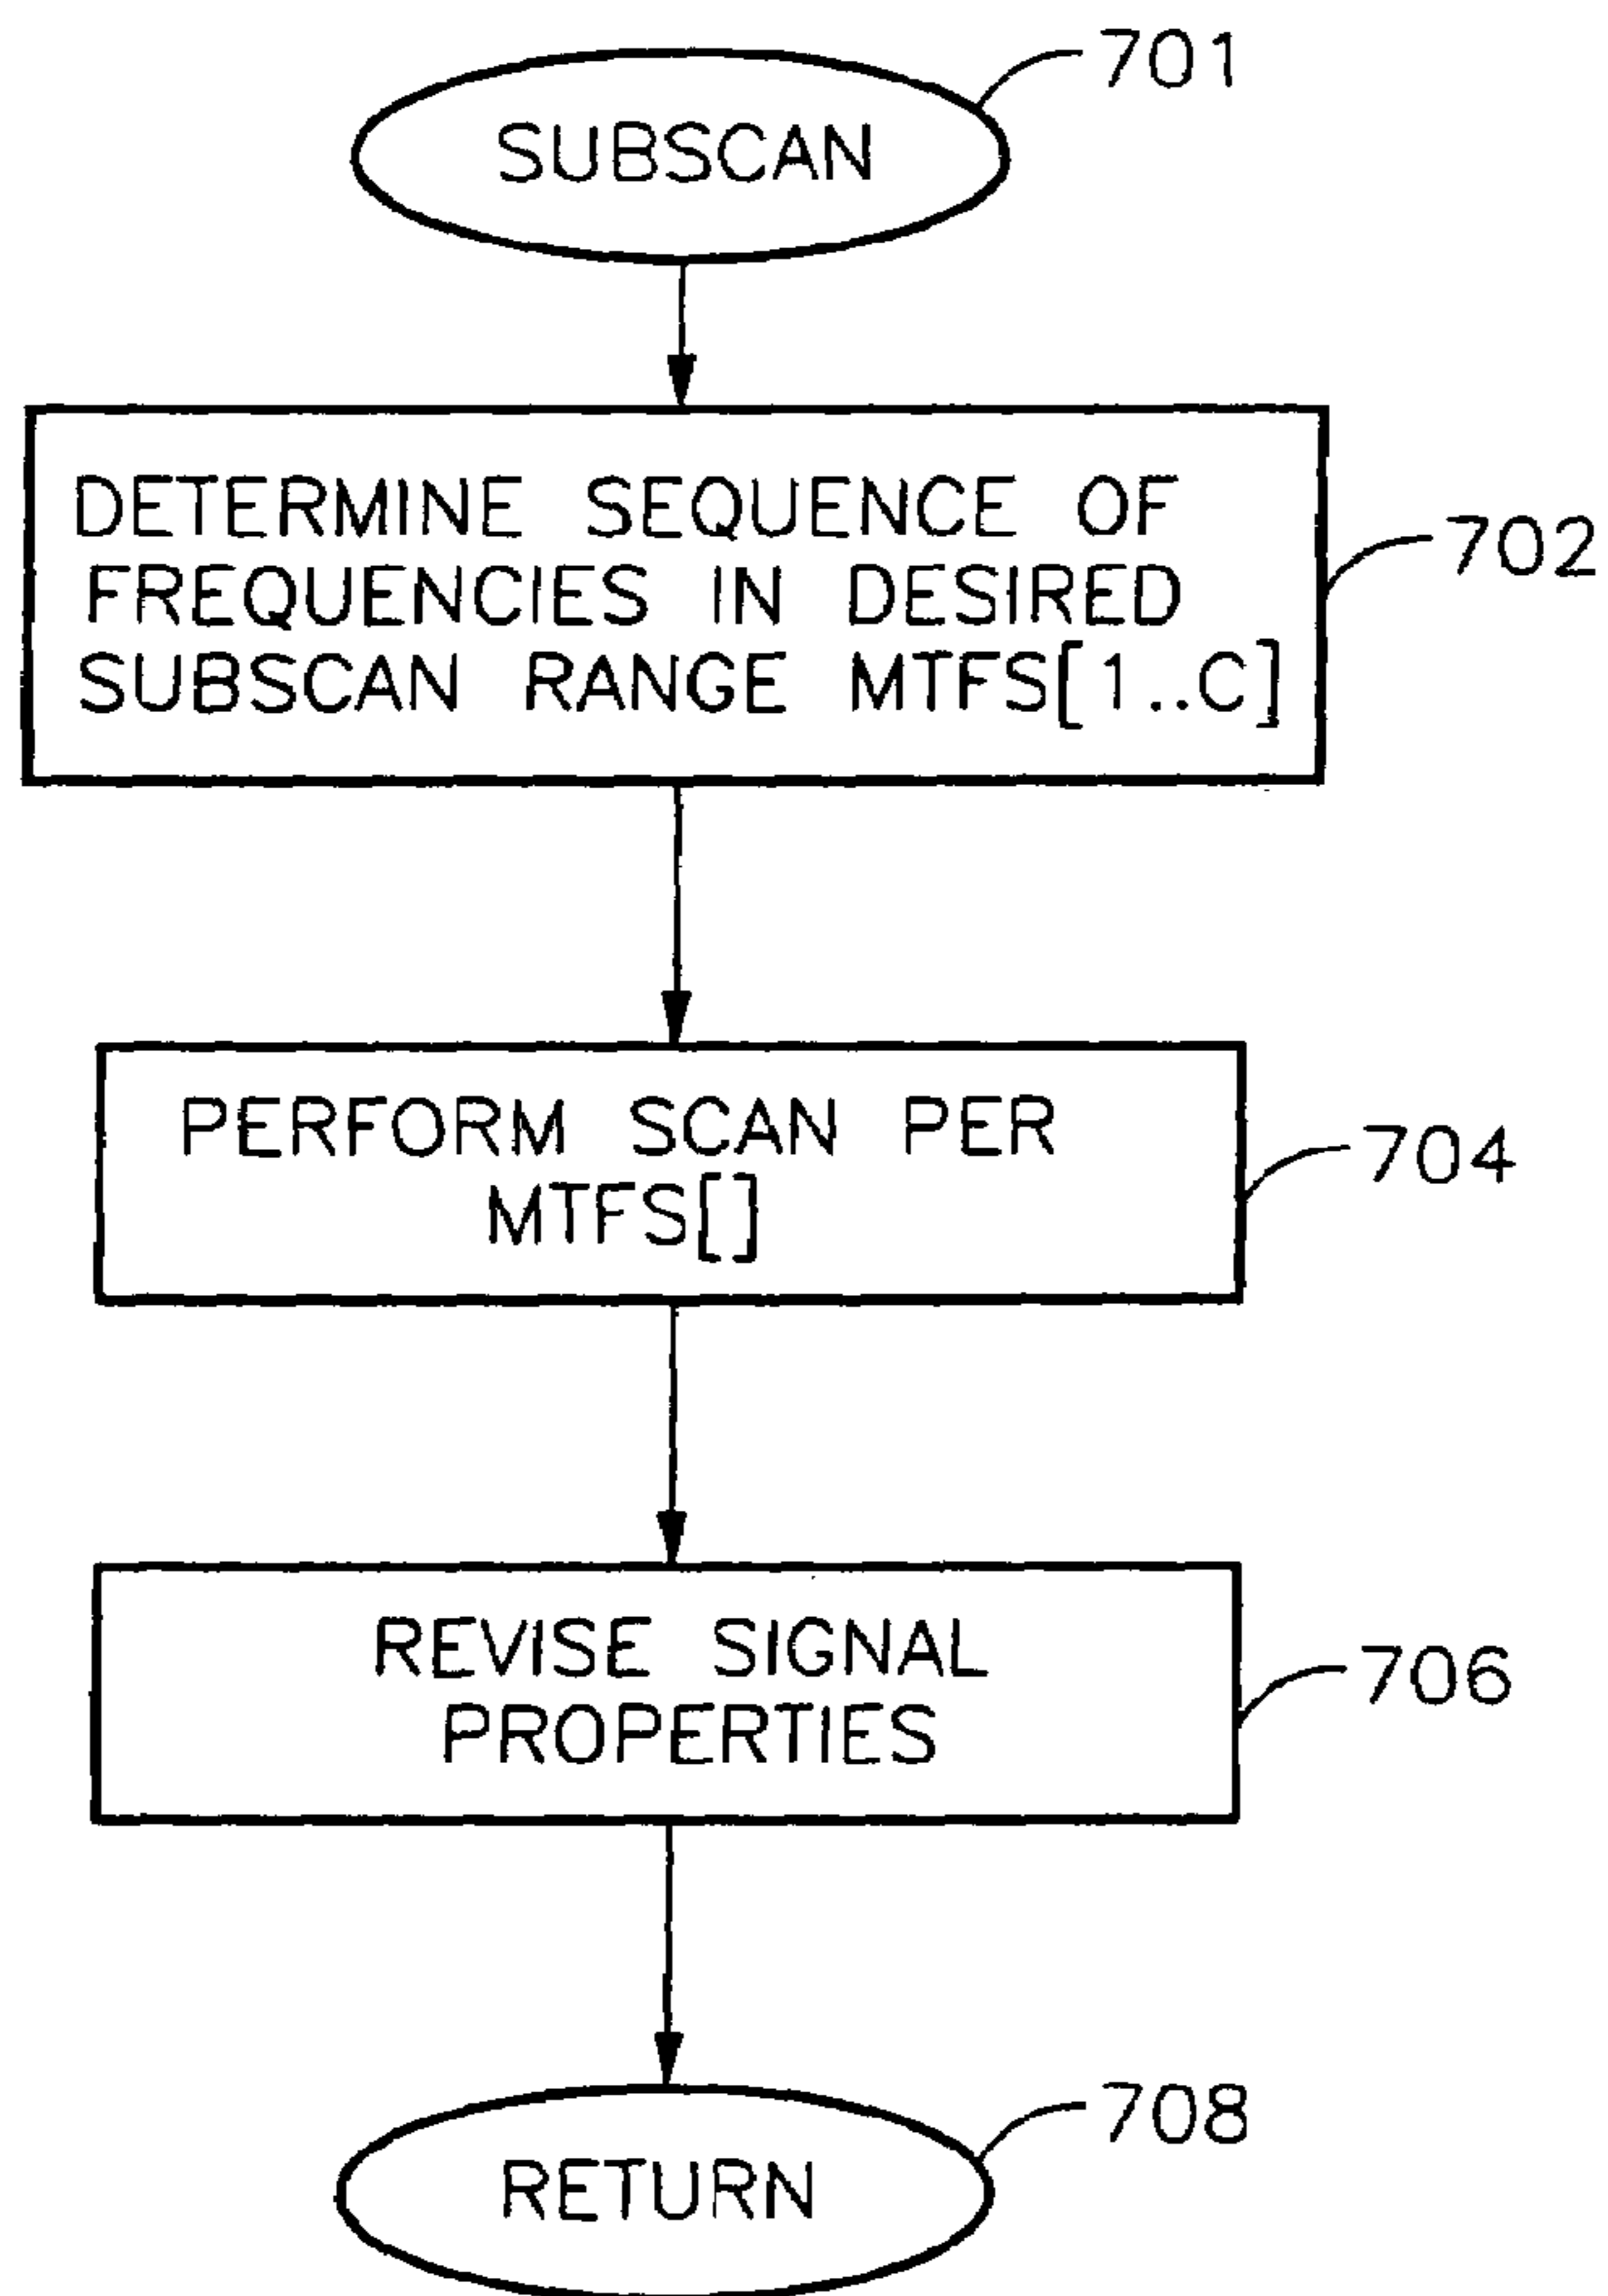 701
SUBSCAN
DETERMINE SEQUENCE OF
FREQUENCIES IN DESIRED
SUBSCAN RANGE MTFS[1..C]
702
PERFORM SCAN PER
MTFS[]
704
REVISE SIGNAL
PROPERTIES
706
708
RETURN